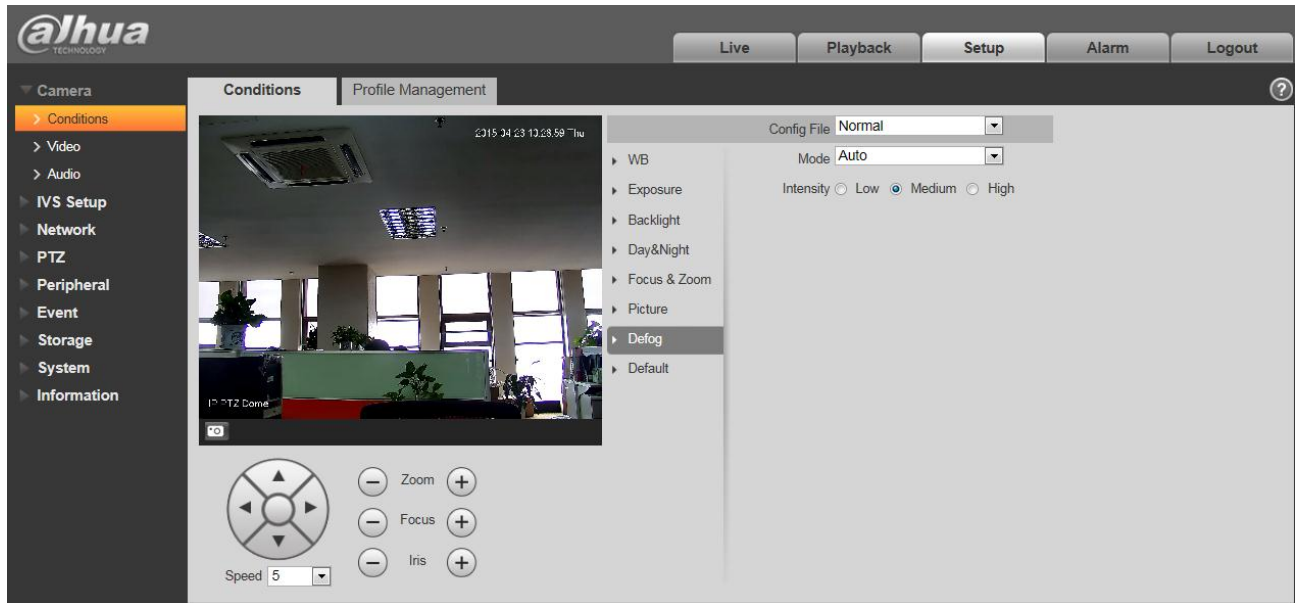 alhua
TECHNOLOGY
Live Playback Setup Alarm Logout
Camera
Conditions
Video
Audio
IVS Setup
Network
PTZ
Peripheral
Event
Storage
System
Information
Conditions Profile Management
?
2015 04 23 13:28:59 Thu
IP PTZ Dome
Zoom
Focus
Iris
Speed 5
WB
Exposure
Backlight
Day&Night
Focus & Zoom
Picture
Defog
Default
Config File Normal
Mode Auto
Intensity Low Medium High